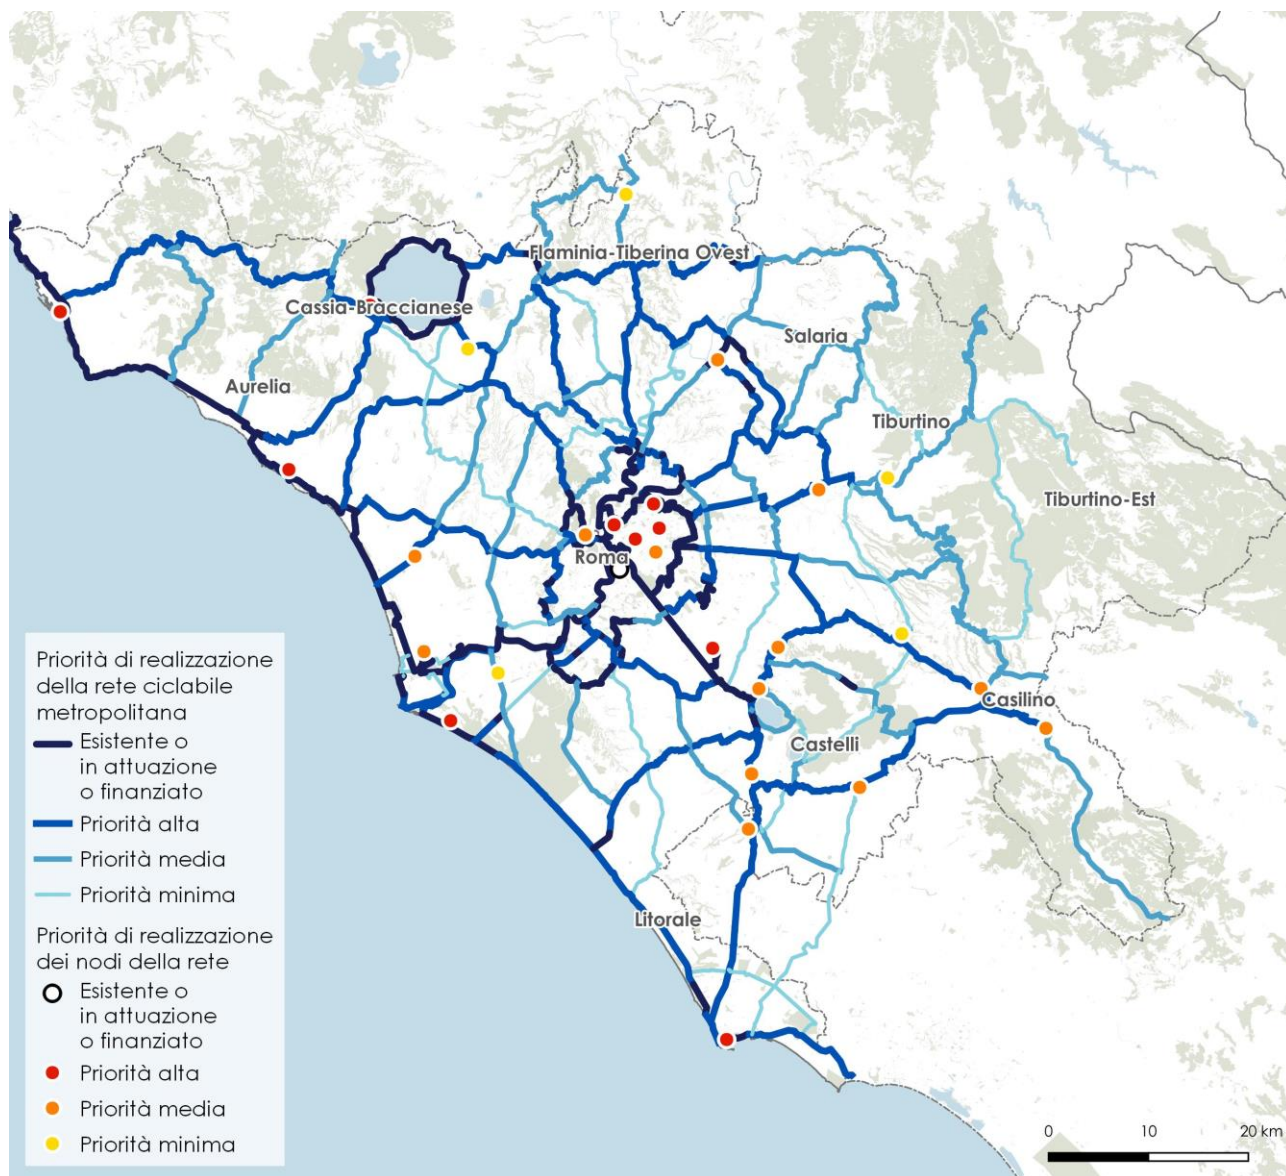 Flaminia-Tiberina Ovest
Cassia-Braccianese
Salaria
Aurelia
Tiburtino
Tiburtino-Est
Roma
Casilino
Castelli
Litorale
Priorità di realizzazione
della rete ciclabile
metropolitana
Esistente o
in attuazione
o finanziato
Priorità alta
Priorità media
Priorità minima
Priorità di realizzazione
dei nodi della rete
Esistente o
in attuazione
o finanziato
Priorità alta
Priorità media
Priorità minima
0 10 20 km